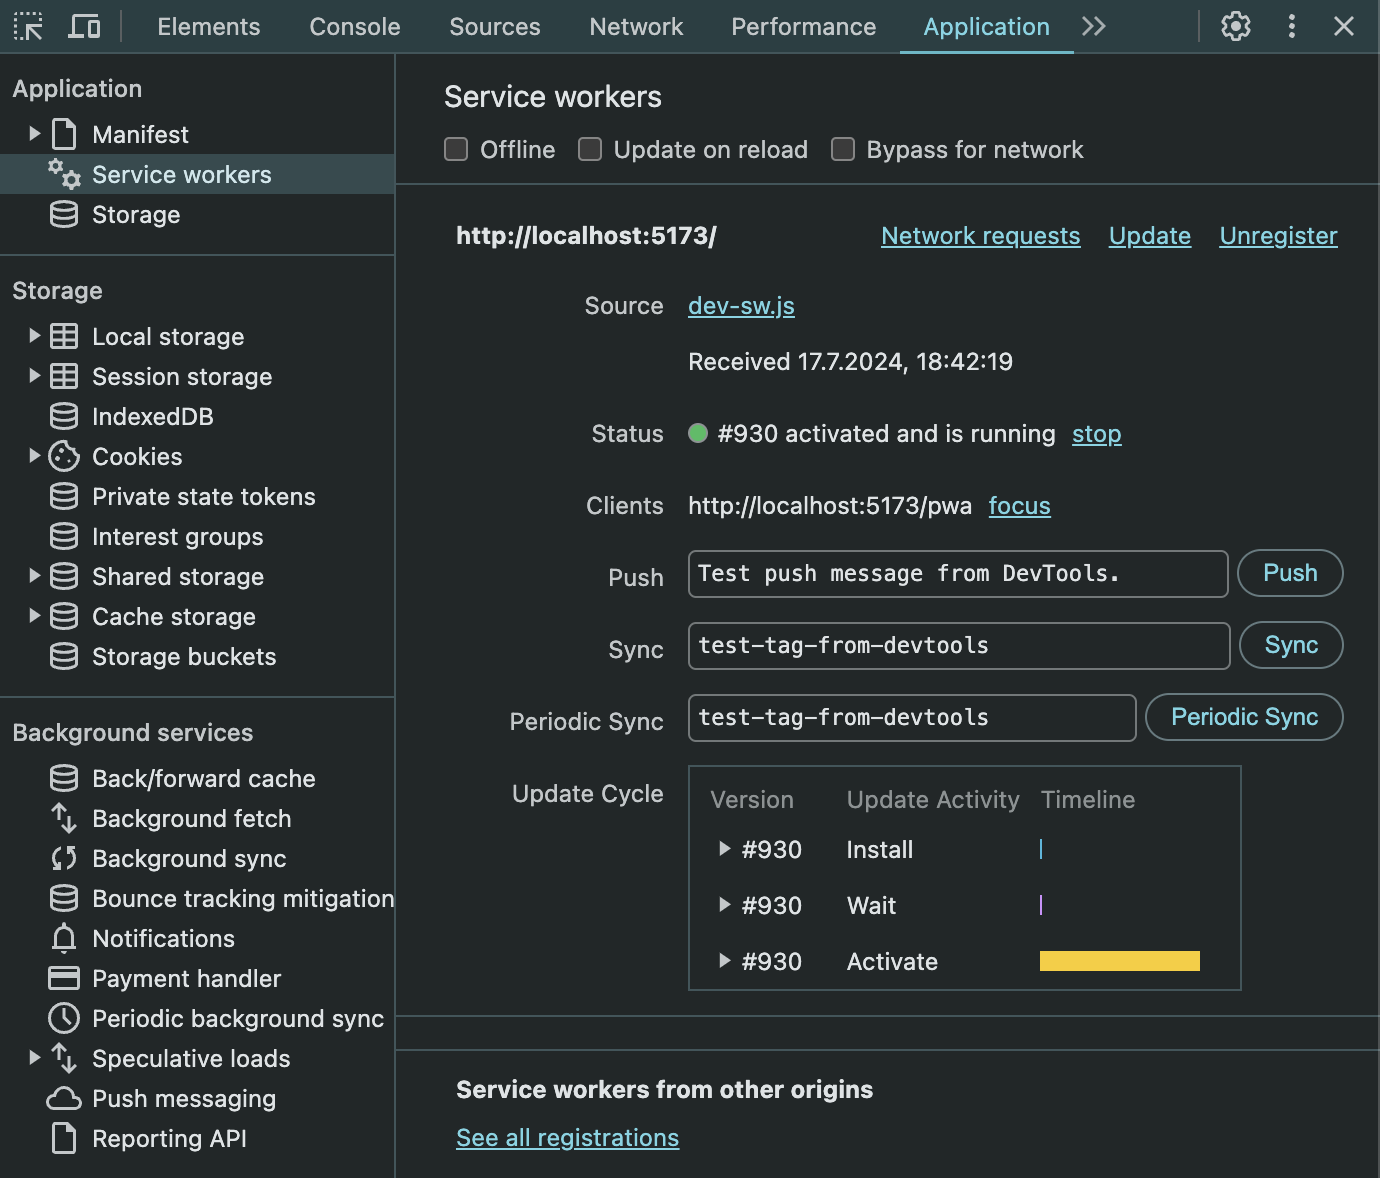 Elements Console Sources Network Performance Application
Application
Manifest
Service workers
Storage
Storage
Local storage
Session storage
IndexedDB
Cookies
Private state tokens
Interest groups
Shared storage
Cache storage
Storage buckets
Background services
Back/forward cache
Background fetch
Background sync
Bounce tracking mitigation
Notifications
Payment handler
Periodic background sync
Speculative loads
Push messaging
Reporting API
Service workers
Offline Update on reload Bypass for network
http://localhost:5173/ Network requests Update Unregister
Source dev-sw.js
Received 17.7.2024, 18:42:19
Status #930 activated and is running stop
Clients http://localhost:5173/pwa focus
Push Test push message from DevTools. Push
Sync test-tag-from-devtools Sync
Periodic Sync test-tag-from-devtools Periodic Sync
Update Cycle Version Update Activity Timeline
#930 Install
#930 Wait
#930 Activate
Service workers from other origins
See all registrations